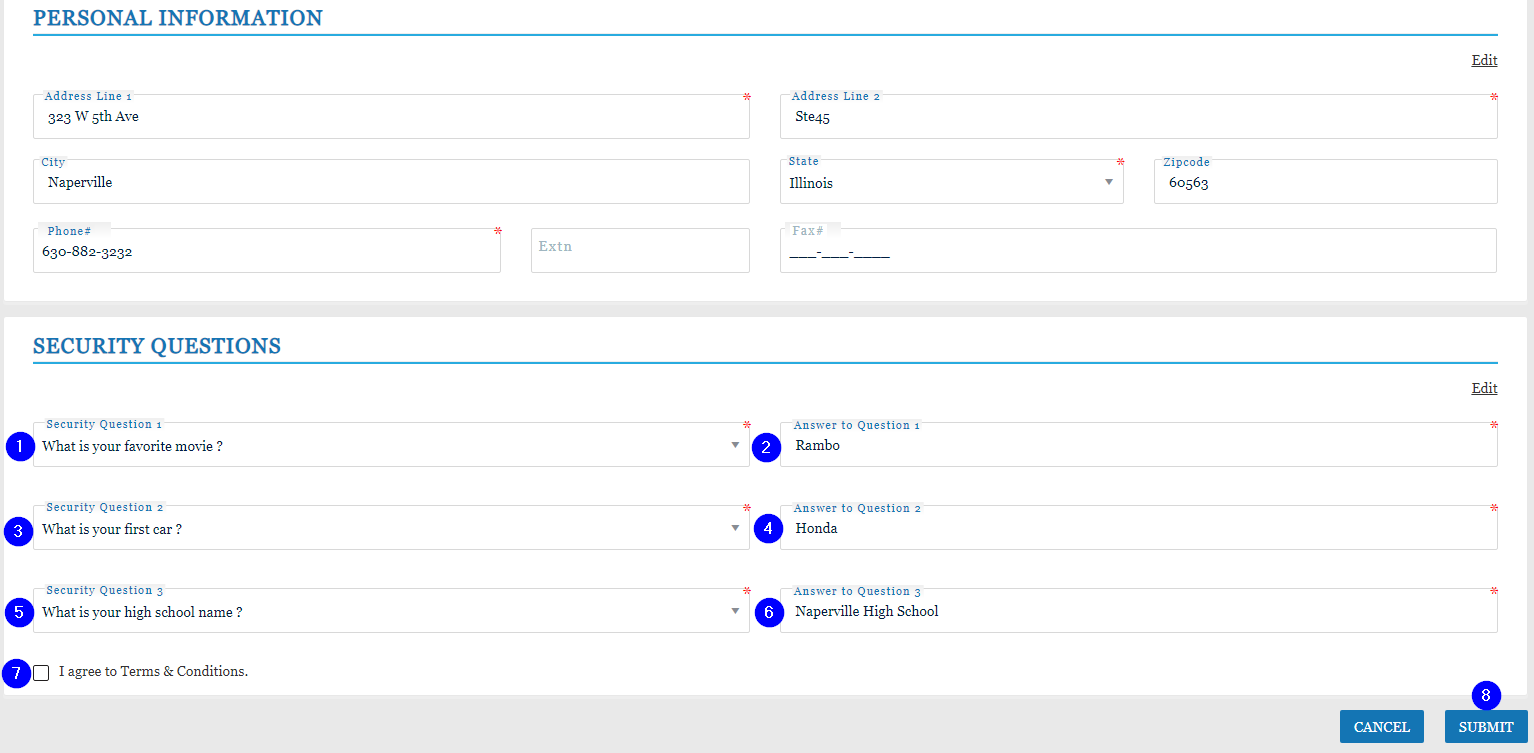 PERSONAL INFORMATION
Edit
Address Line 1 * Address Line 2 *
323 W 5th Ave Ste45
City State * Zipcode
Naperville Illinois 60563
Phone# * Fax#
630-882-3232 Extn ___-___-____
SECURITY QUESTIONS
Edit
Security Question 1 * Answer to Question 1 *
1 What is your favorite movie ? 2 Rambo
Security Question 2 * Answer to Question 2 *
3 What is your first car ? 4 Honda
Security Question 3 * Answer to Question 3 *
5 What is your high school name ? 6 Naperville High School
7 I agree to Terms & Conditions.
8
CANCEL SUBMIT